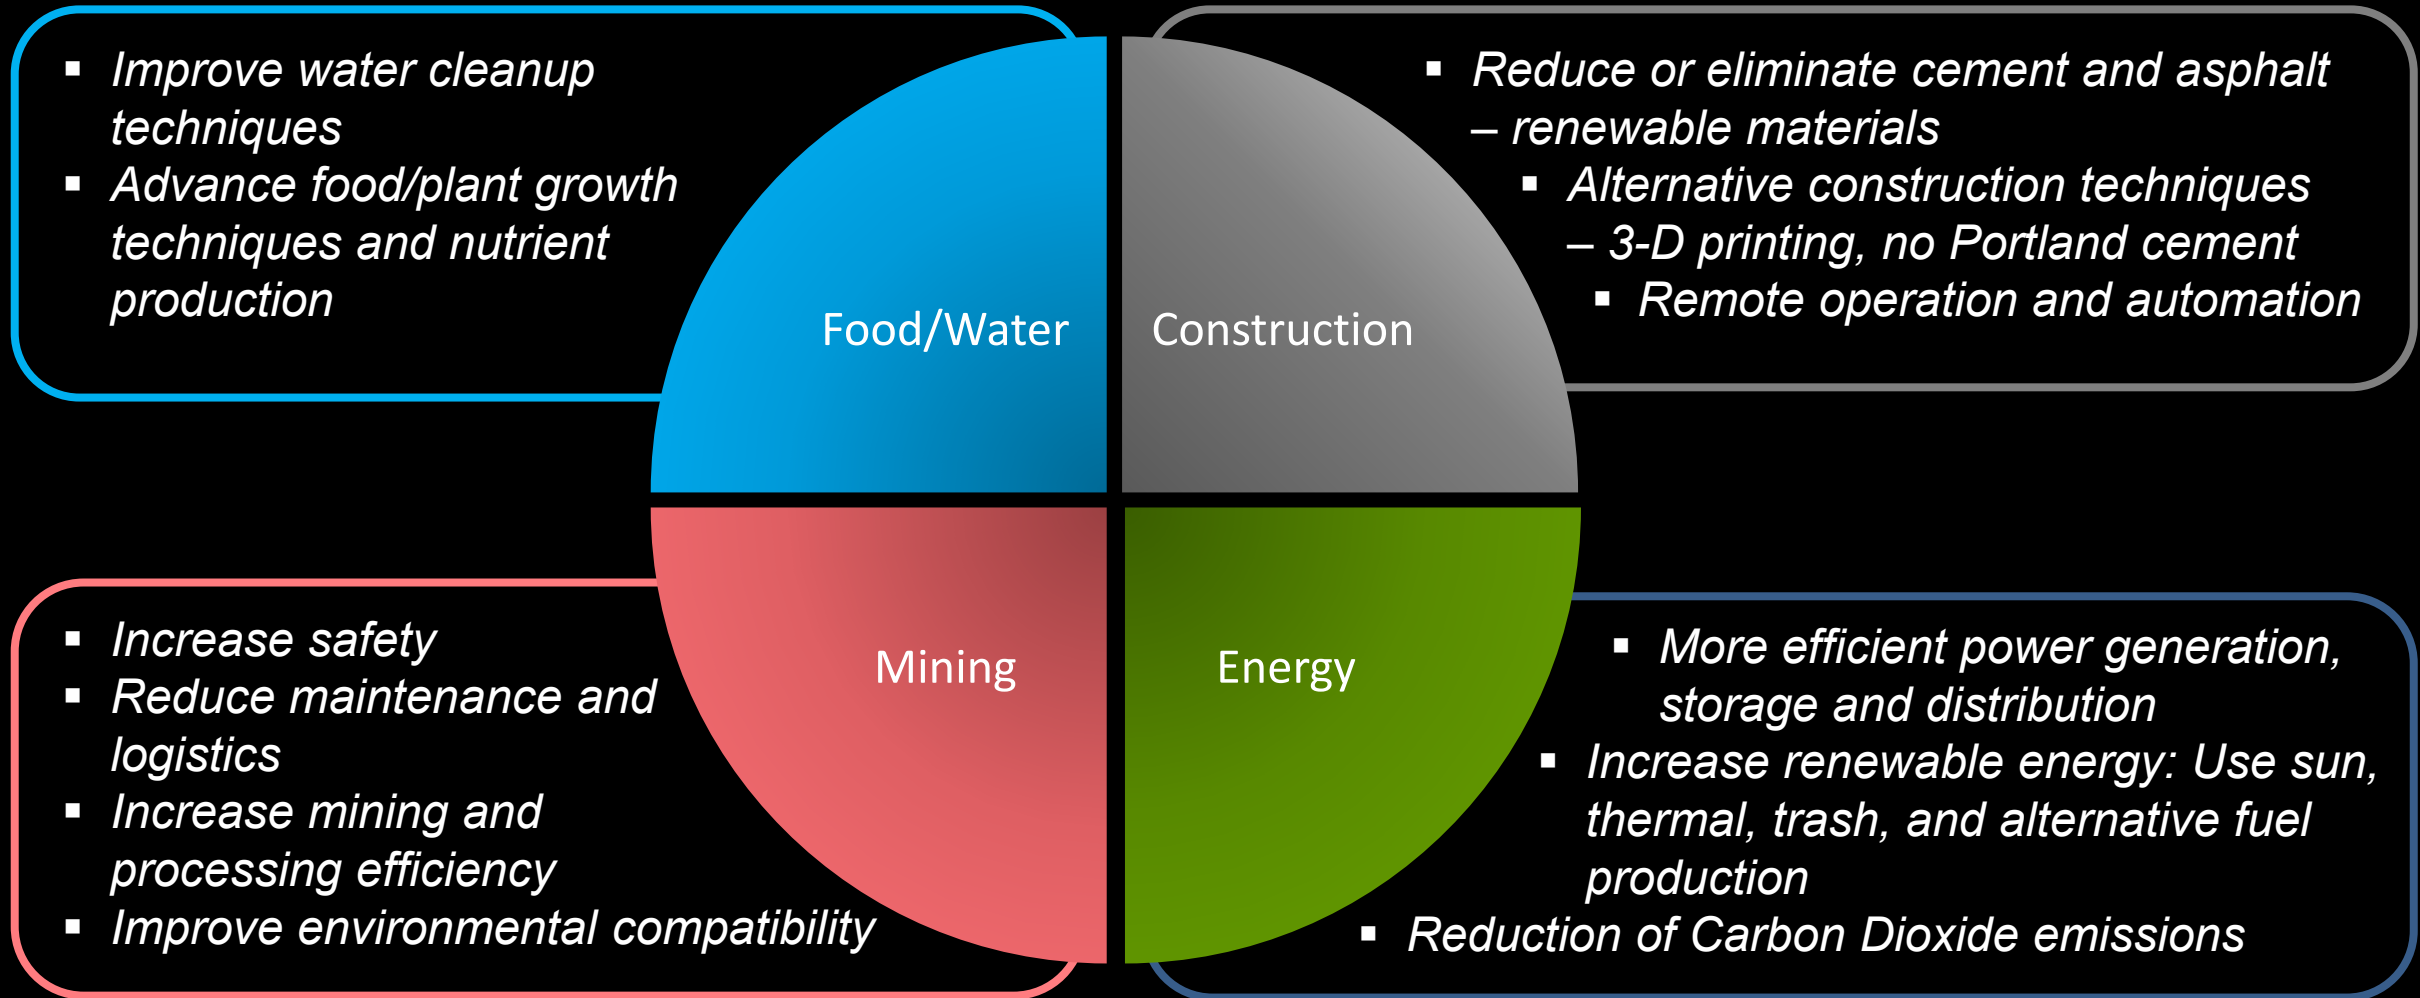 ▪ Improve water cleanup
techniques
▪ Advance food/plant growth
techniques and nutrient
production
Food/Water
▪ Reduce or eliminate cement and asphalt
– renewable materials
▪ Alternative construction techniques
– 3-D printing, no Portland cement
▪ Remote operation and automation
Construction
▪ Increase safety
▪ Reduce maintenance and
logistics
▪ Increase mining and
processing efficiency
▪ Improve environmental compatibility
Mining
Energy
▪ More efficient power generation,
storage and distribution
▪ Increase renewable energy: Use sun,
thermal, trash, and alternative fuel
production
▪ Reduction of Carbon Dioxide emissions